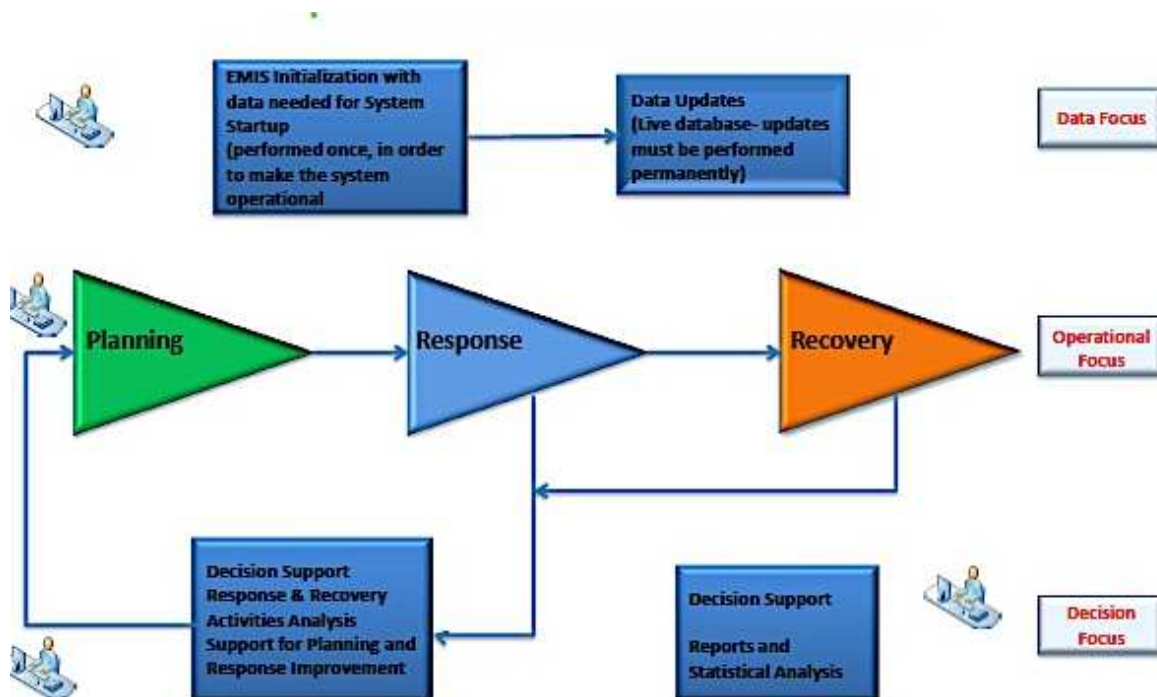 EMIS Initialization with
data needed for System
Startup
(performed once, in order
to make the system
operational
Data Updates
(Live database- updates
must be performed
permanently)
Data Focus
Planning
Response
Recovery
Operational
Focus
Decision Support
Response & Recovery
Activities Analysis
Support for Planning and
Response Improvement
Decision Support
Reports and
Statistical Analysis
Decision
Focus